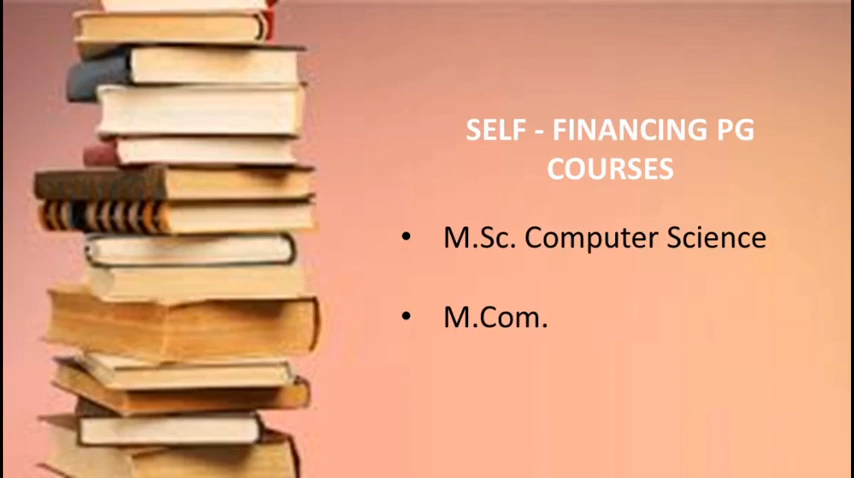 SELF - FINANCING PG
COURSES
• M.Sc. Computer Science
• M.Com.